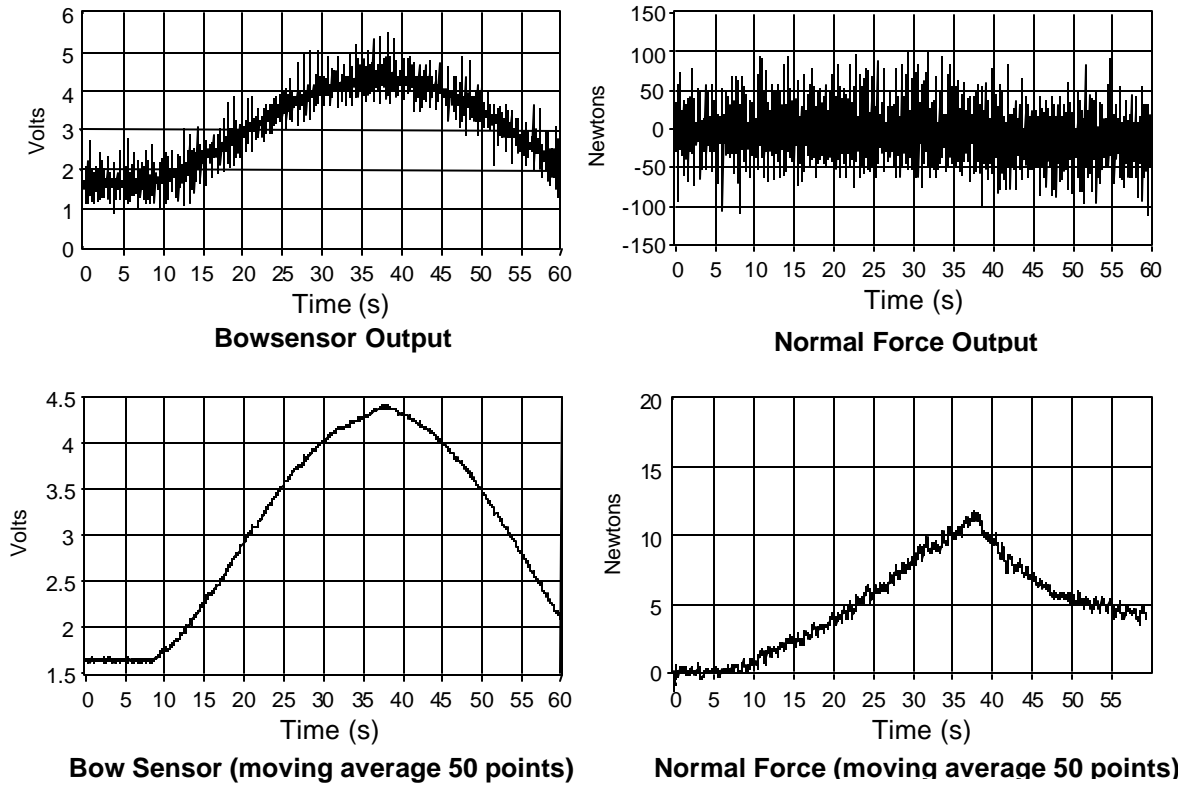 6
5
4
3
2
1
0
Volts
0 5 10 15 20 25 30 35 40 45 50 55 60
Time (s)
Bowsensor Output
150
100
50
0
-50
-100
-150
Newtons
0 5 10 15 20 25 30 35 40 45 50 55 60
Time (s)
Normal Force Output
4.5
4
3.5
3
2.5
2
1.5
Volts
0 5 10 15 20 25 30 35 40 45 50 55 60
Time (s)
Bow Sensor (moving average 50 points)
20
15
10
5
0
Newtons
0 5 10 15 20 25 30 35 40 45 50 55
Time (s)
Normal Force (moving average 50 points)